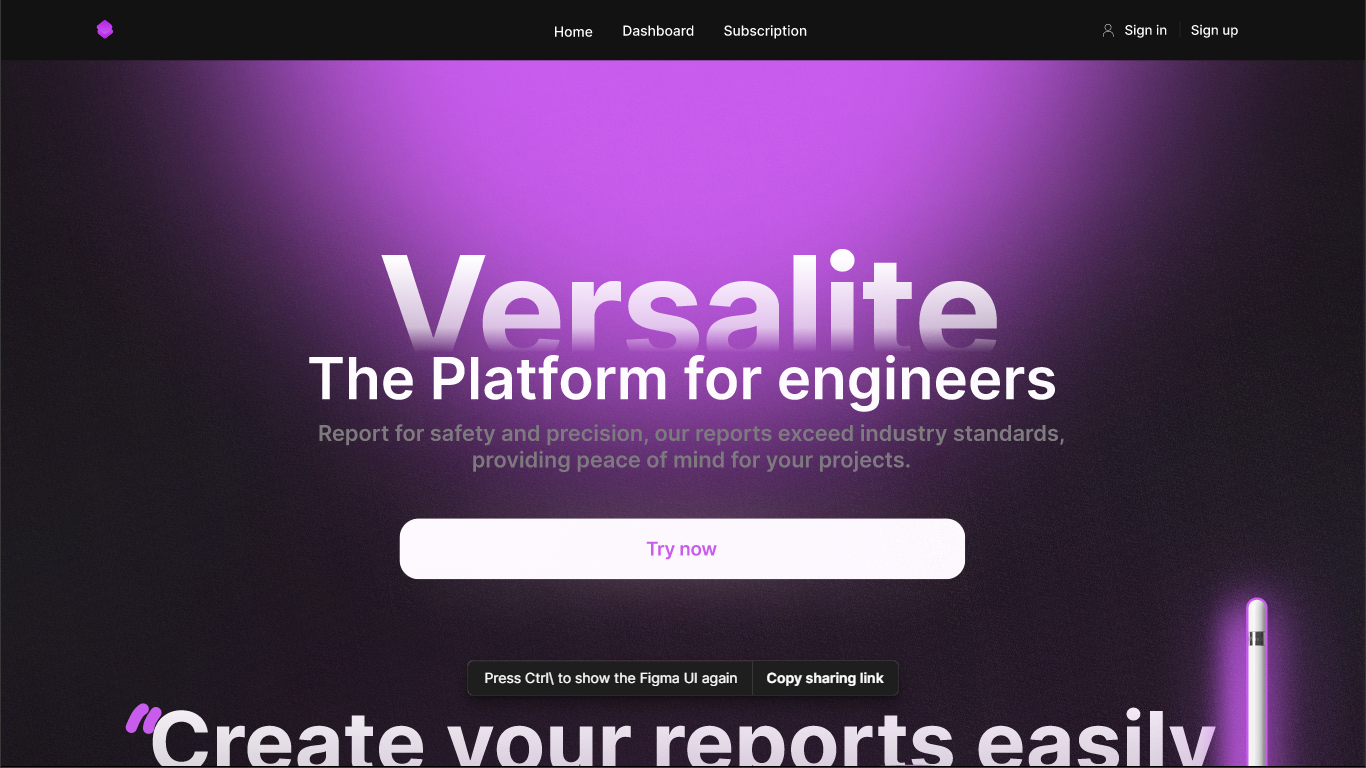 Home Dashboard Subscription Sign in Sign up
Versalite
The Platform for engineers
Report for safety and precision, our reports exceed industry standards,
providing peace of mind for your projects.
Try now
Press Ctrl\ to show the Figma UI again Copy sharing link
Create your reports easily